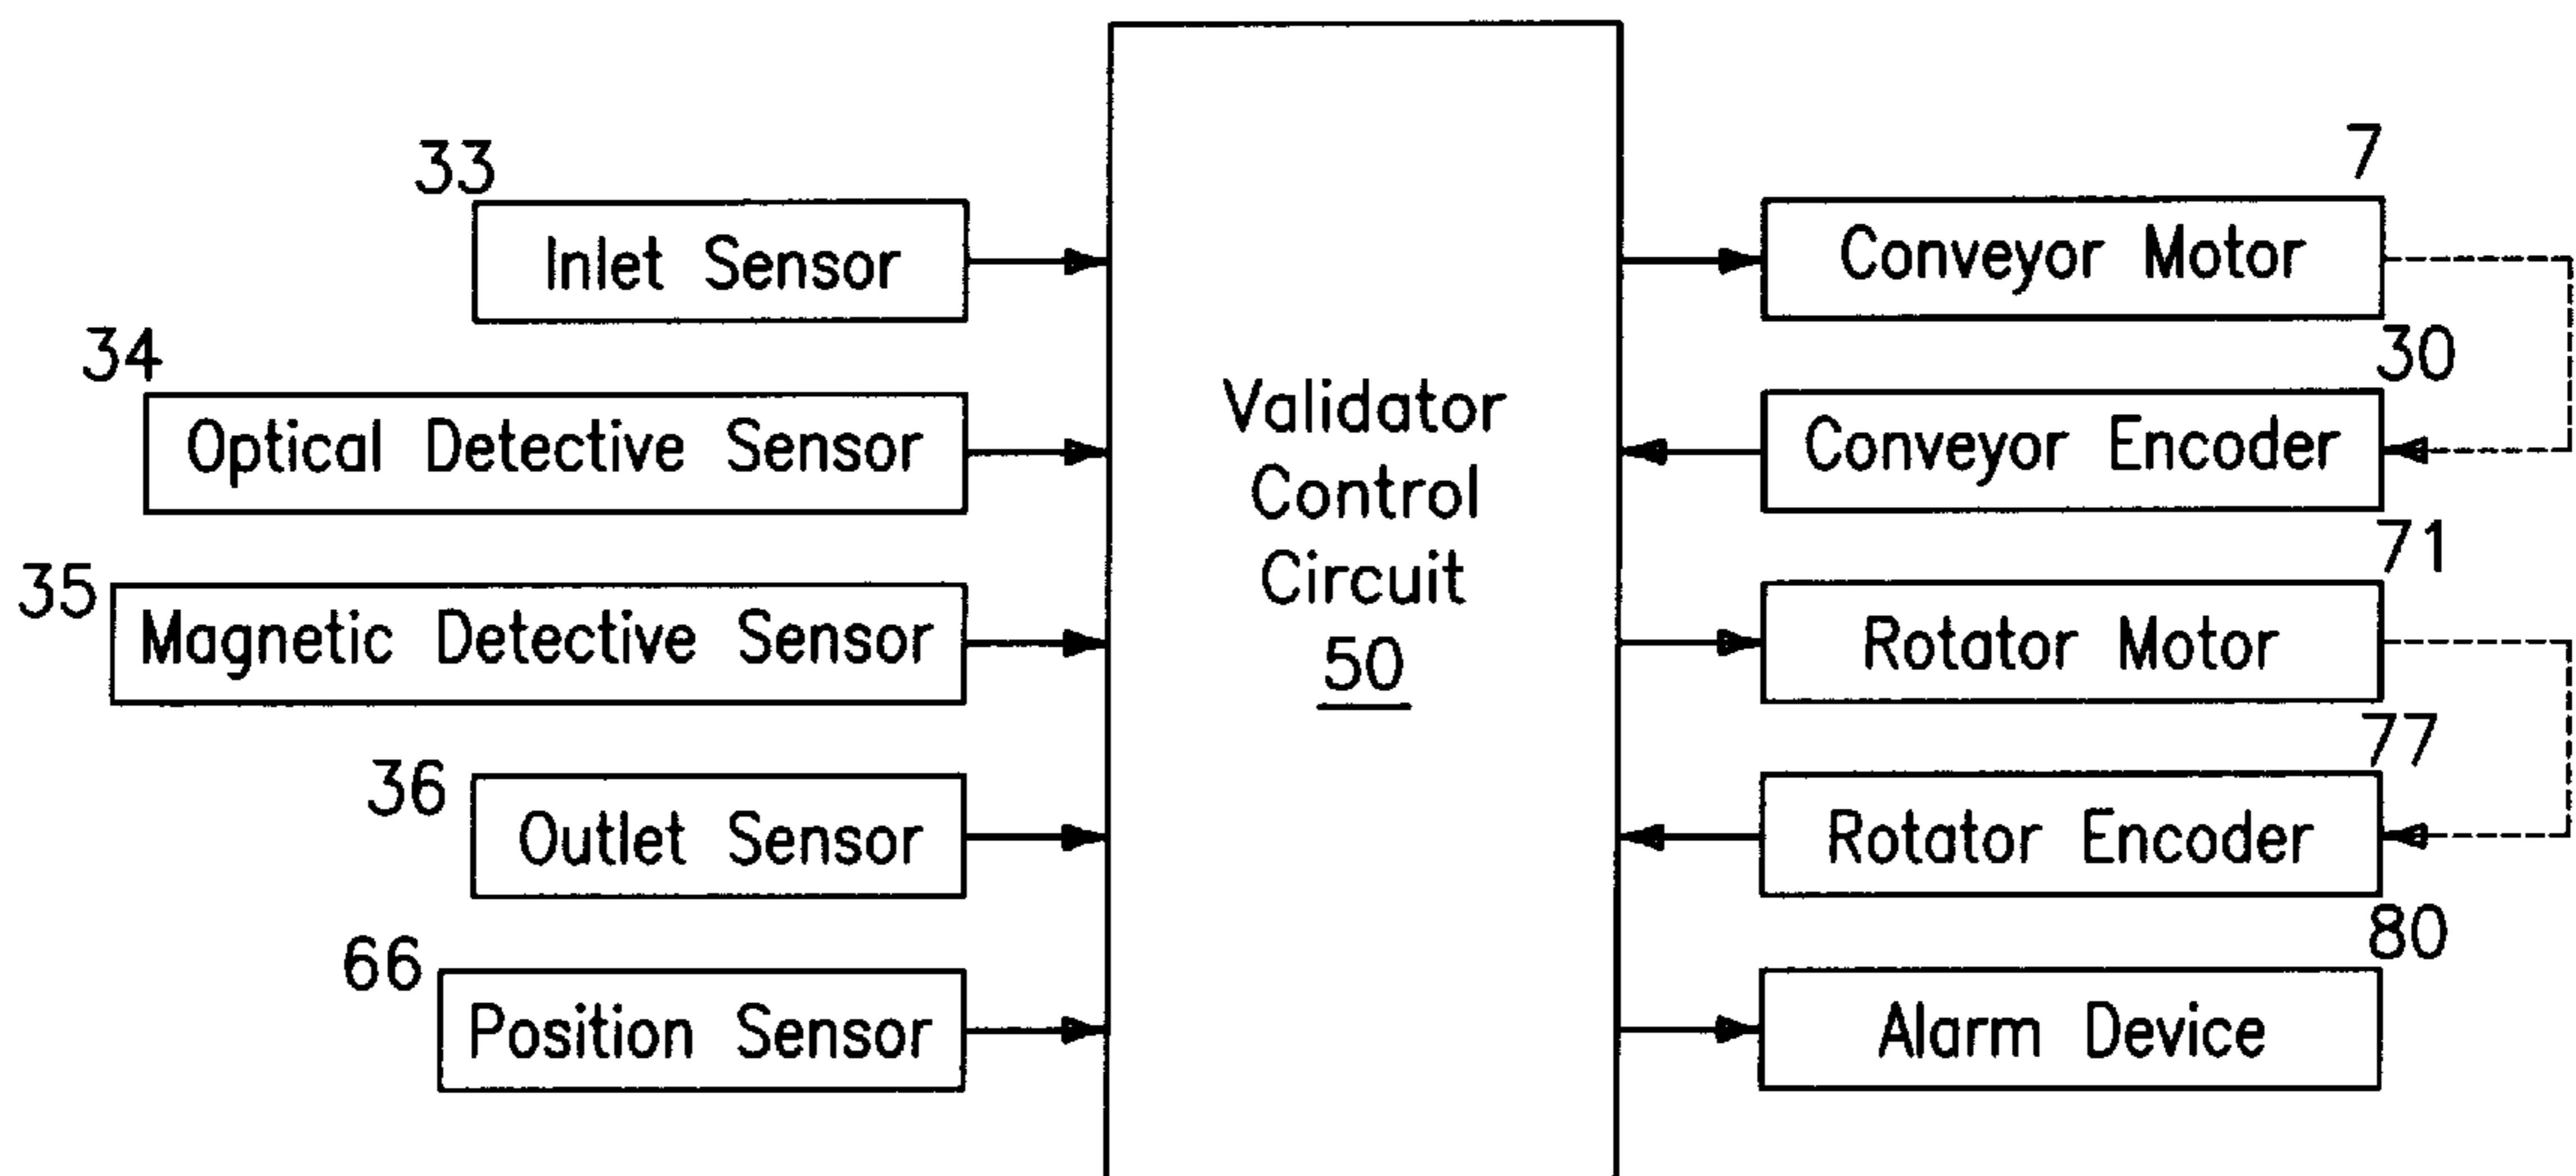 33
Inlet Sensor
34
Optical Detective Sensor
35
Magnetic Detective Sensor
36
Outlet Sensor
66
Position Sensor
Validator
Control
Circuit
50
7
Conveyor Motor
30
Conveyor Encoder
71
Rotator Motor
77
Rotator Encoder
80
Alarm Device